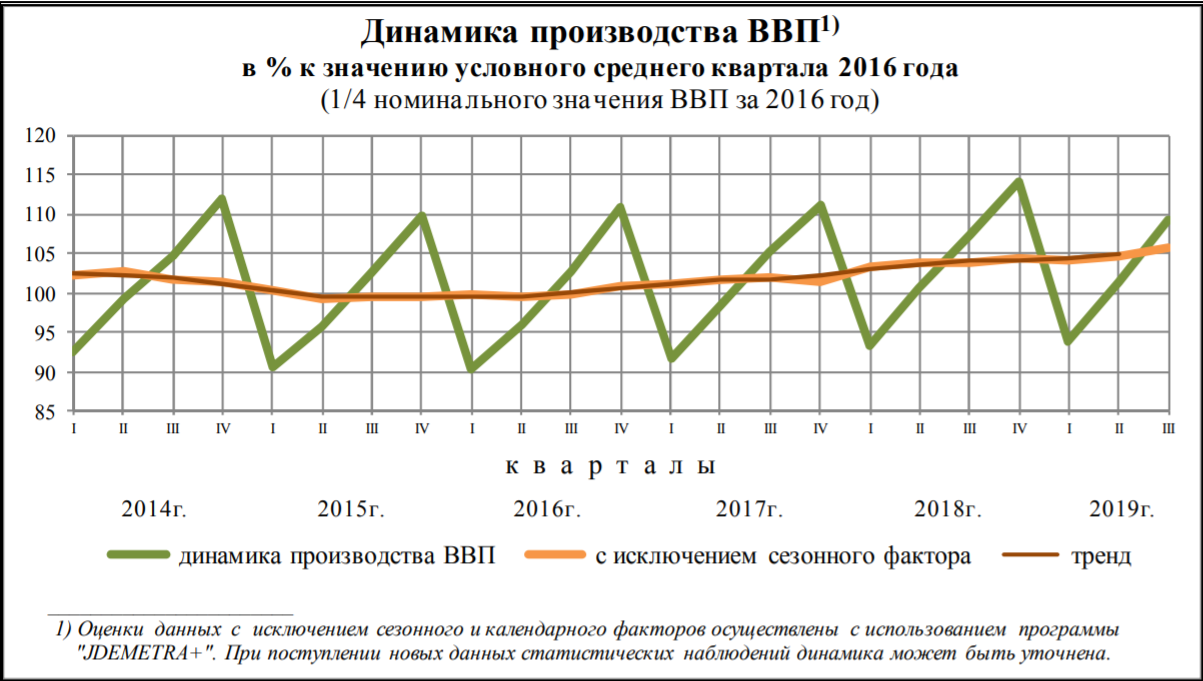 Динамика производства ВВП1)
в % к значению условного среднего квартала 2016 года
(1/4 номинального значения ВВП за 2016 год)
120
115
110
105
100
95
90
85
I II III IV I II III IV I II III IV I II III IV I II III IV I II III
кварталы
2014г. 2015г. 2016г. 2017г. 2018г. 2019г.
динамика производства ВВП с исключением сезонного фактора тренд
1) Оценки данных с исключением сезонного и календарного факторов осуществлены с использованием программы
"JDEMETRA+". При поступлении новых данных статистических наблюдений динамика может быть уточнена.